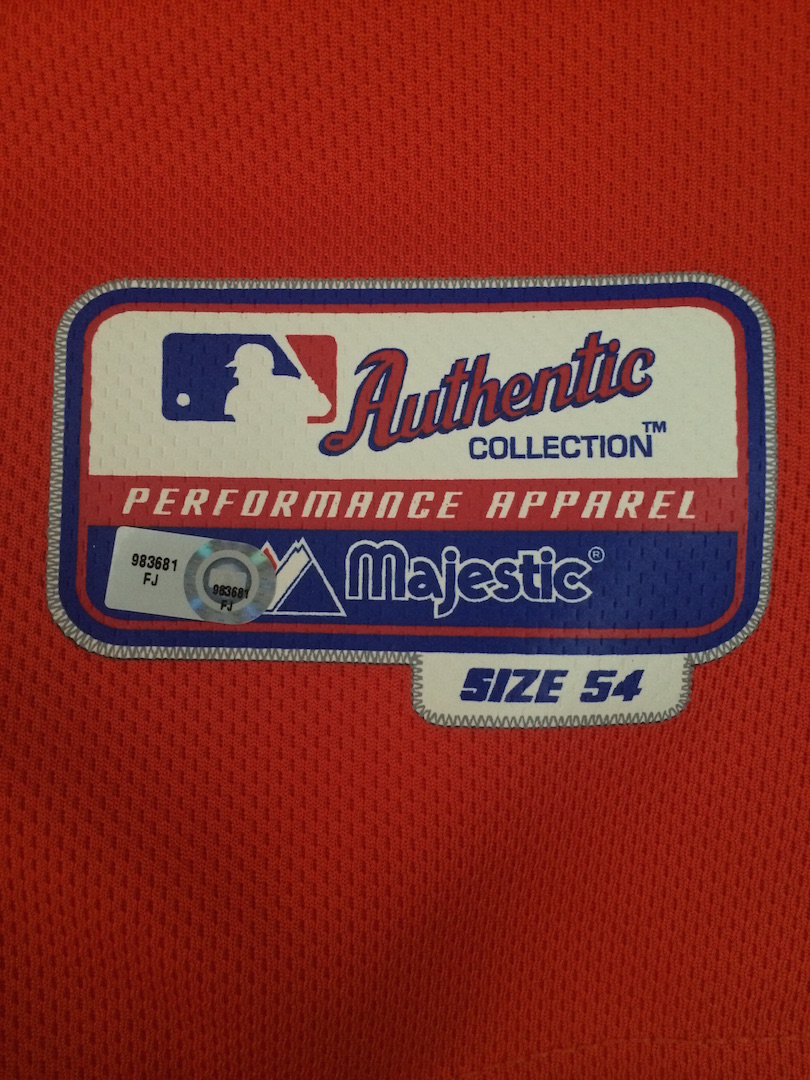 Authentic
COLLECTION™
PERFORMANCE APPAREL
983681
FJ
983681
FJ
Majestic®
SIZE 54